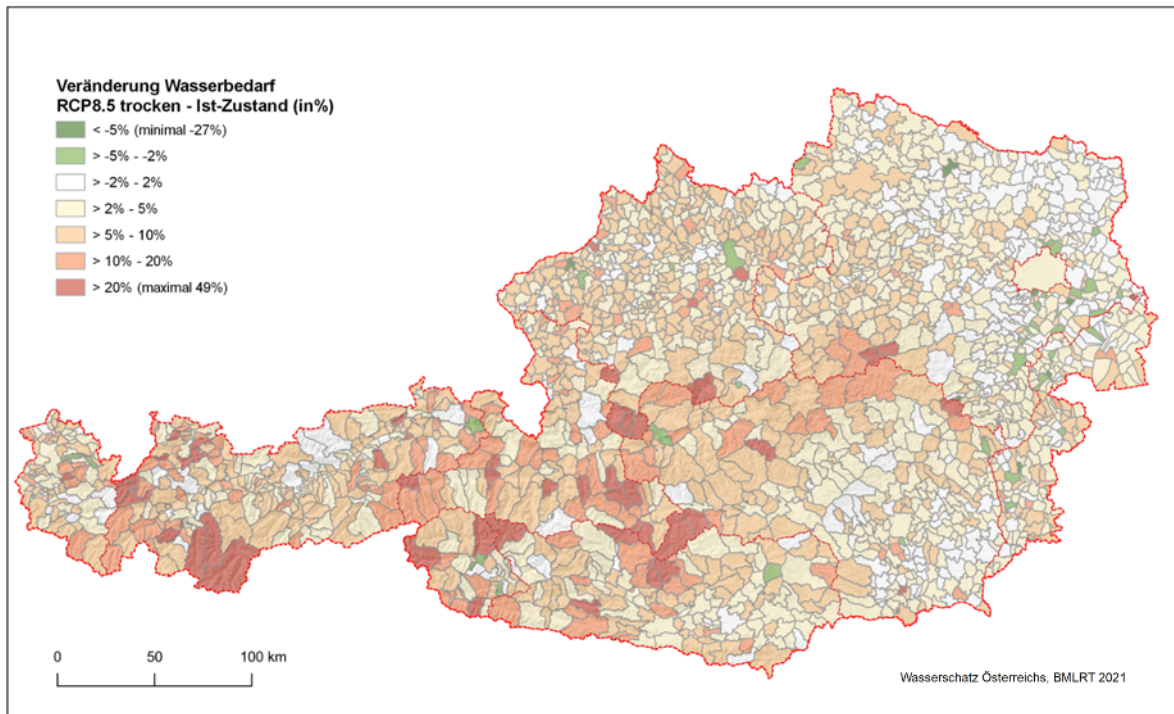 Veränderung Wasserbedarf
RCP8.5 trocken - Ist-Zustand (in%)
< -5% (minimal -27%)
> -5% - -2%
> -2% - 2%
> 2% - 5%
> 5% - 10%
> 10% - 20%
> 20% (maximal 49%)
0 50 100 km
Wasserschatz Österreichs, BMLRT 2021